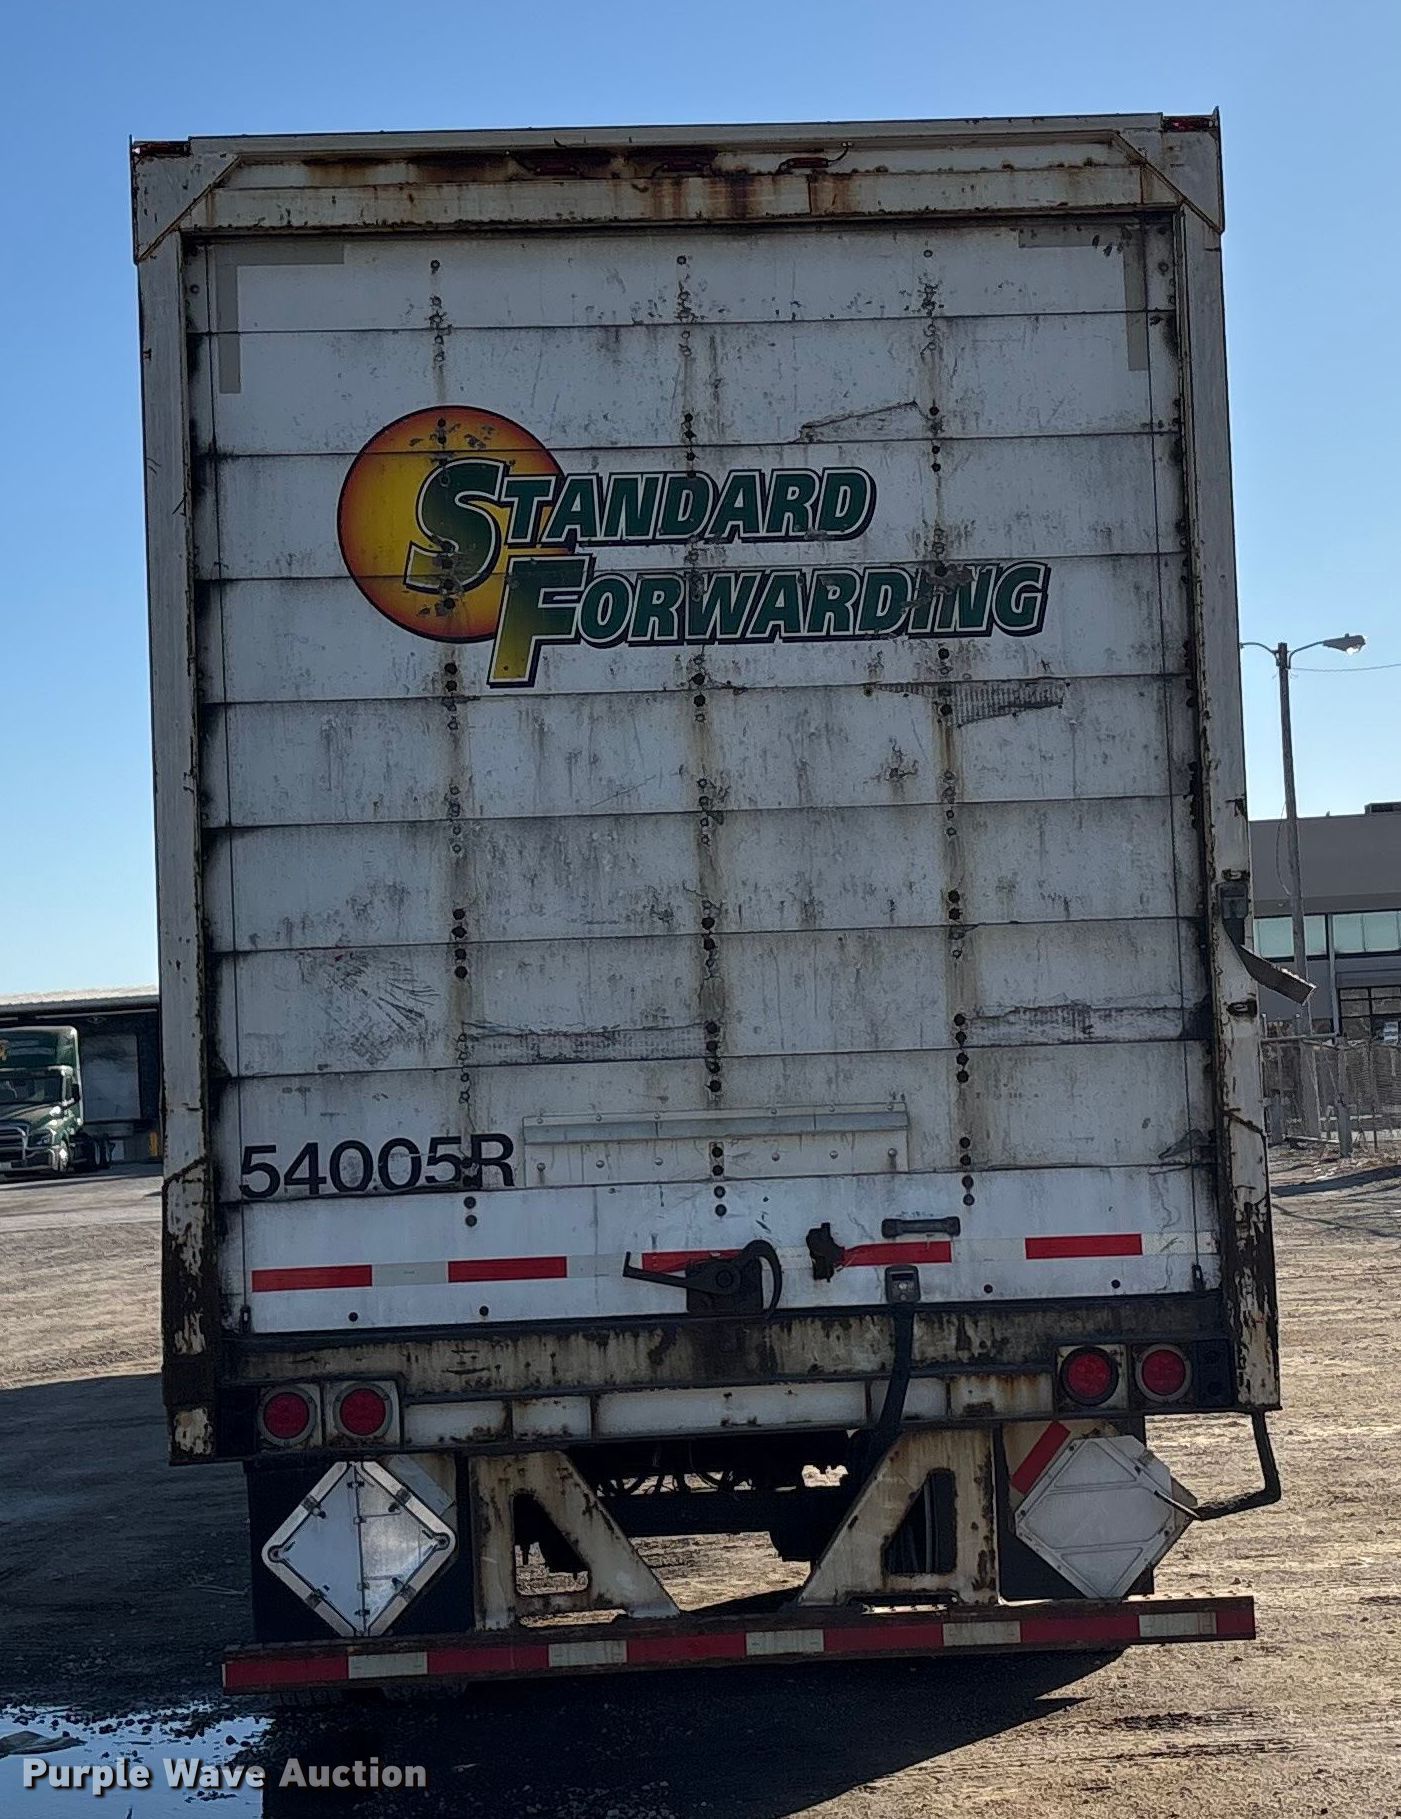 STANDARD
FORWARDING
54005R
Purple Wave Auction